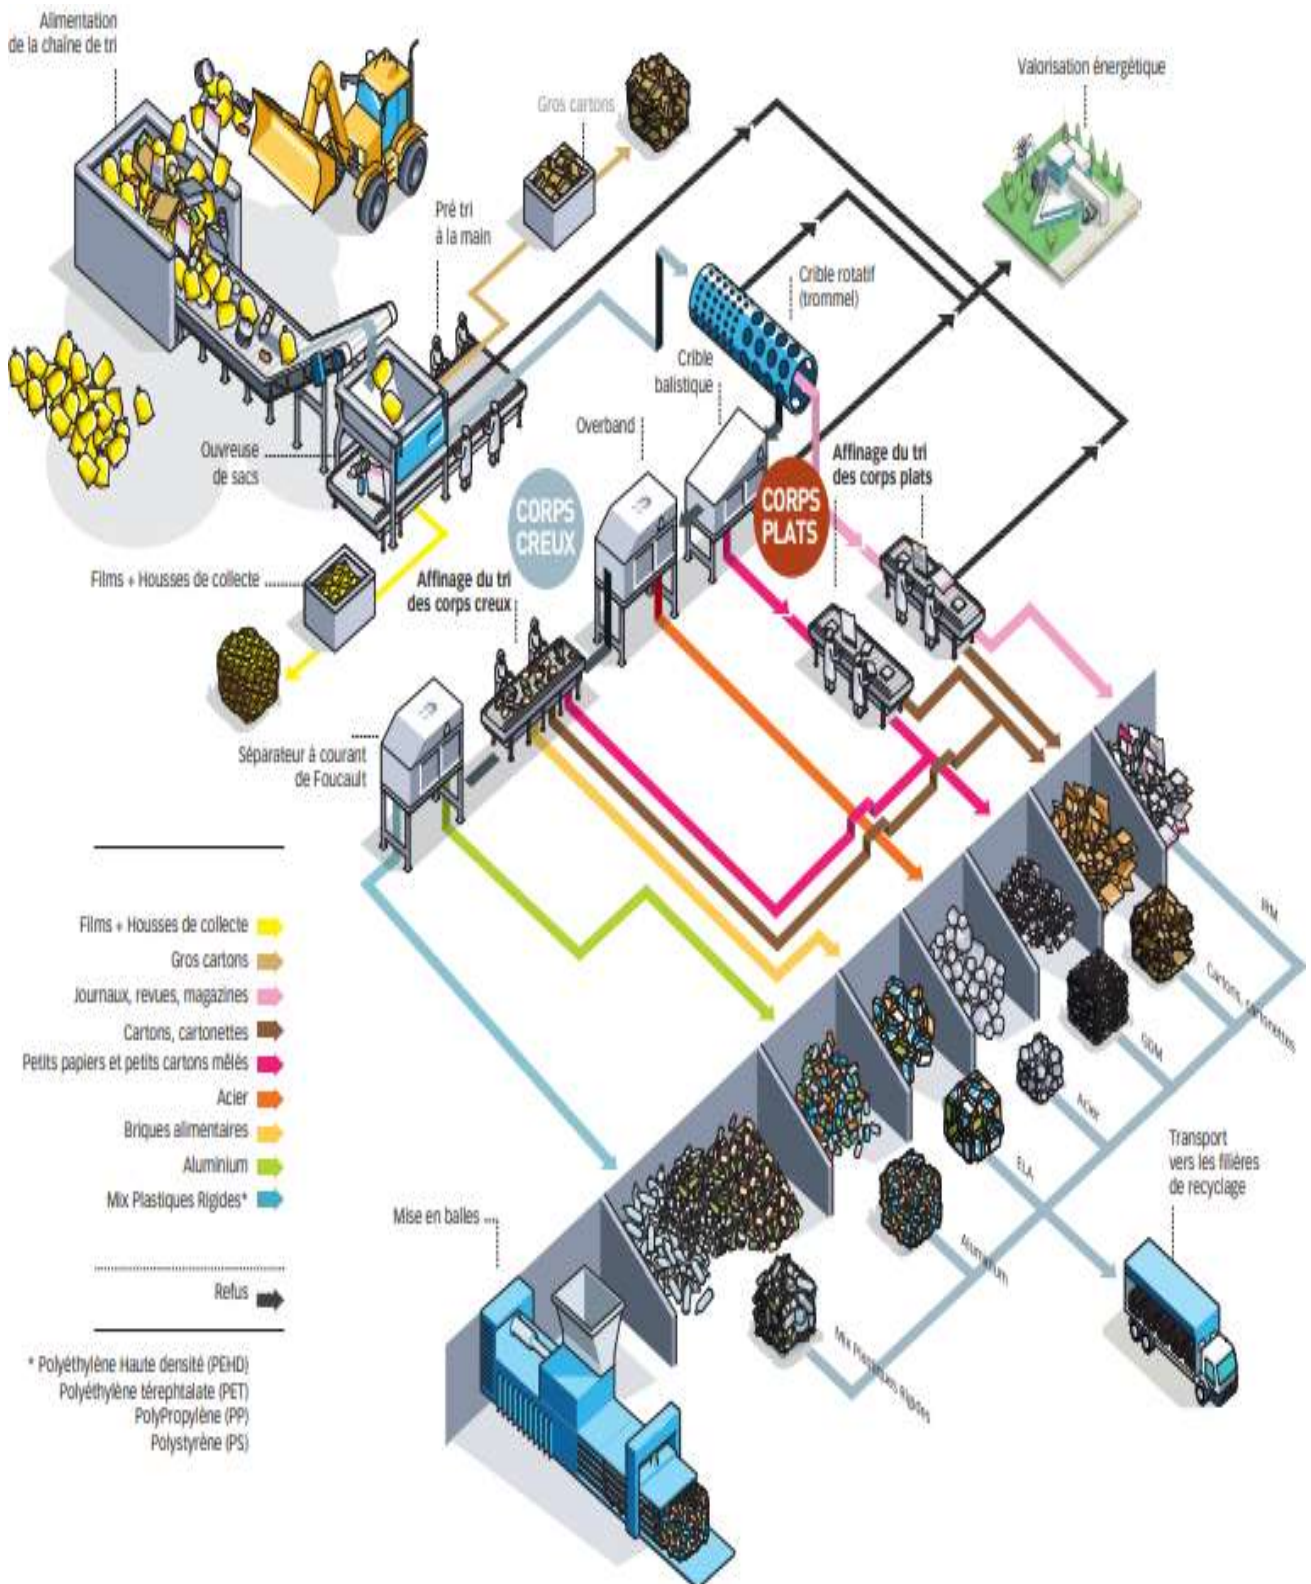 Alimentation
de la chaîne de tri
Gros cartons
Valorisation énergétique
Pré tri
à la main
Crible rotatif
(trommel)
Crible
balistique
Overband
Ouvreuse
de sacs
Affinage du tri
des corps plats
CORPS
CREUX
CORPS
PLATS
Films + Housses de collecte
Affinage du tri
des corps creux
Séparateur à courant
de Foucault
Films + Housses de collecte
Gros cartons
Journaux, revues, magazines
Cartons, cartonettes
Petits papiers et petits cartons mêlés
Acier
Briques alimentaires
Aluminium
Mix Plastiques Rigides*
Refus
* Polyéthylène Haute densité (PEHD)
Polyéthylène térephtalate (PET)
PolyPropylène (PP)
Polystyrène (PS)
Mise en balles
Cartons, cartonettes
Acier
ELA
Aluminium
Mix Plastiques Rigides
Transport
vers les filières
de recyclage